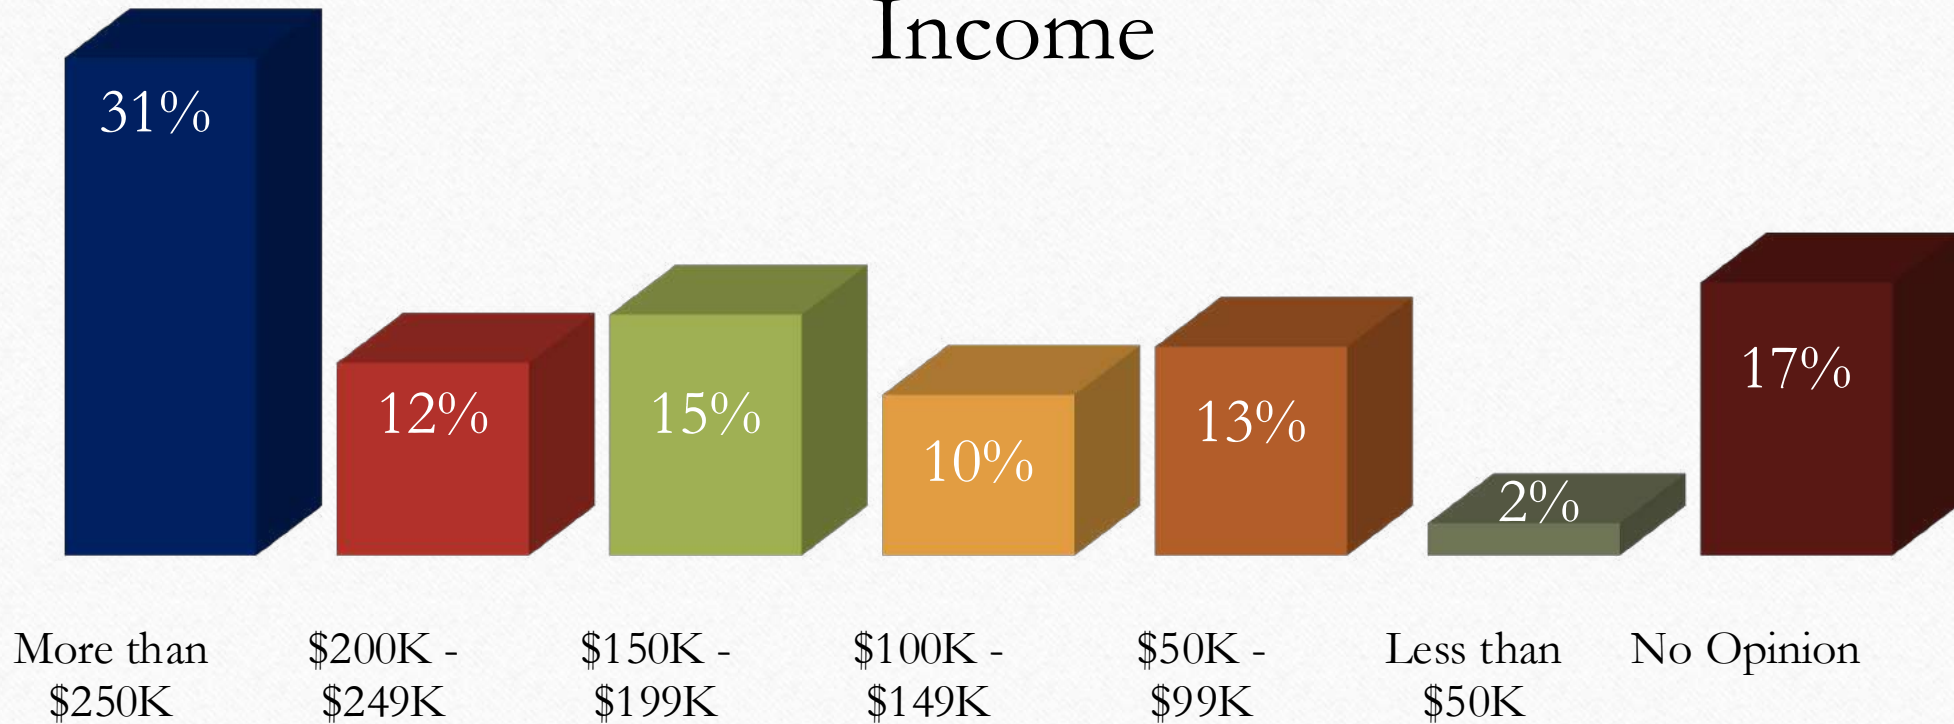 Income
31%
12%
15%
10%
13%
2%
17%
More than
$250K
$200K -
$249K
$150K -
$199K
$100K -
$149K
$50K -
$99K
Less than
$50K
No Opinion